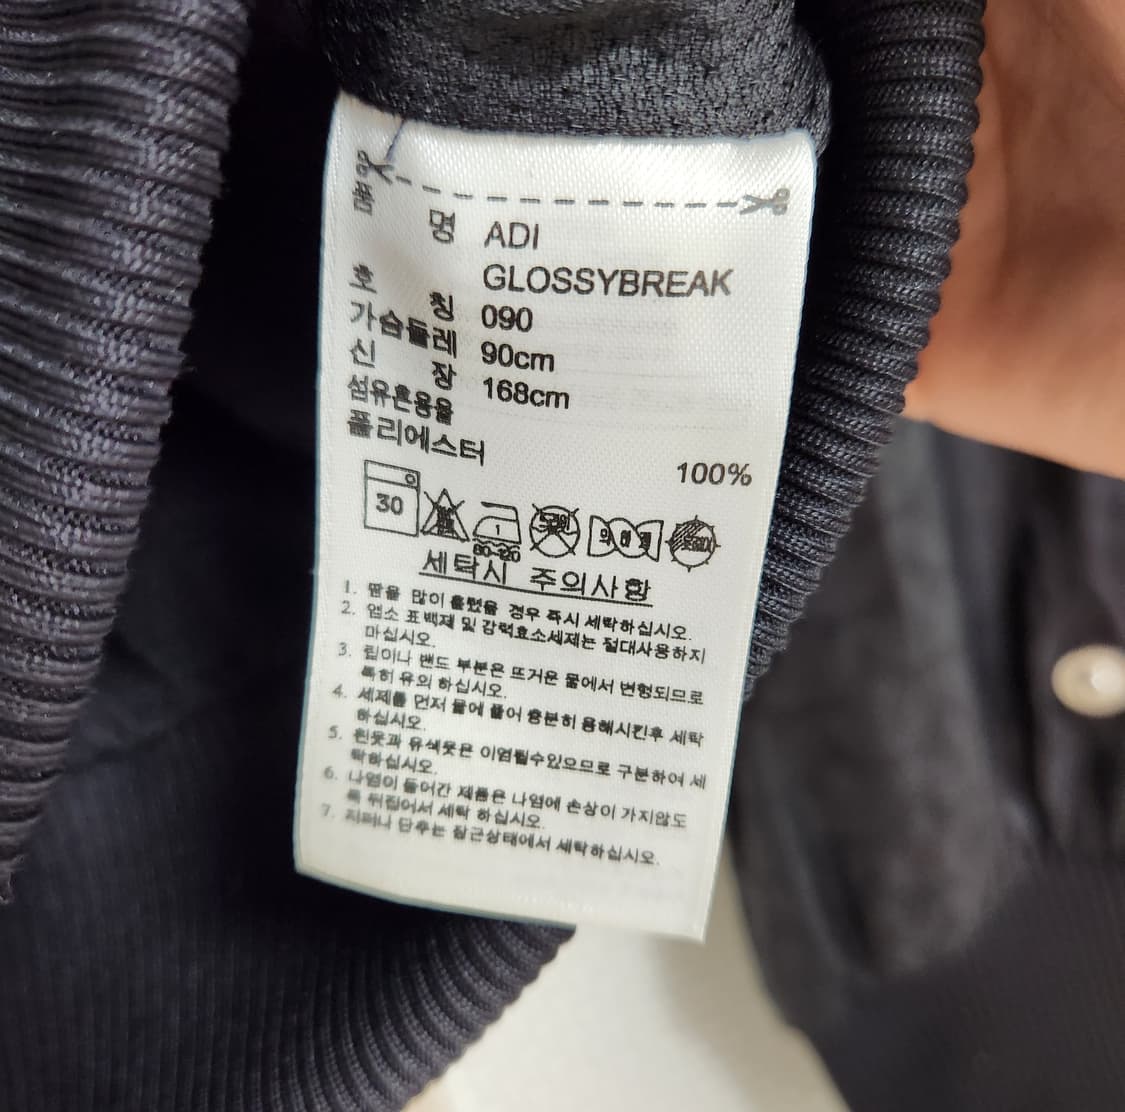 품 명 ADI
GLOSSYBREAK
호 칭 090
가슴둘레 90cm
신 장 168cm
섬유혼용율
폴리에스터 100%
30
1
80-120
드라이
약 하 게
세탁시 주의사항
1. 땀을 많이 흘렸을 경우 즉시 세탁하십시오.
2. 염소 표백제 및 강력효소세제는 절대사용하지
마십시오.
3. 립이나 밴드 부분은 뜨거운 물에서 변형되므로
특히 유의 하십시오.
4. 세제를 먼저 물에 풀어 충분히 용해시킨후 세탁
하십시오.
5. 흰옷과 유색옷은 이염될수있으므로 구분하여 세
탁하십시오.
6. 나염이 들어간 제품은 나염에 손상이 가지않도
록 뒤집어서 세탁 하십시오.
7. 지퍼나 단추는 잠근상태에서 세탁하십시오.